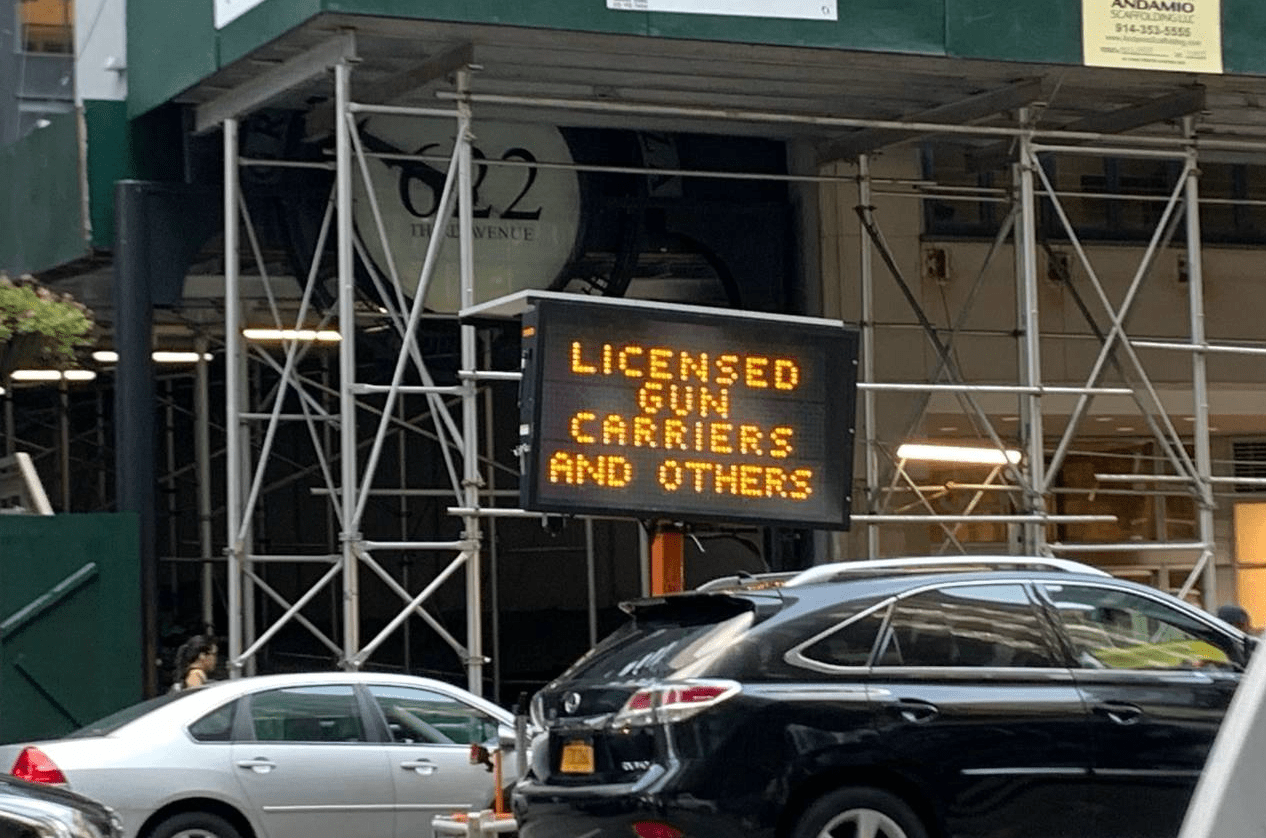 ANDAMIO
SCAFFOLDING LLC
914-353-5555
622
THIRD AVENUE
LICENSED
GUN
CARRIERS
AND OTHERS